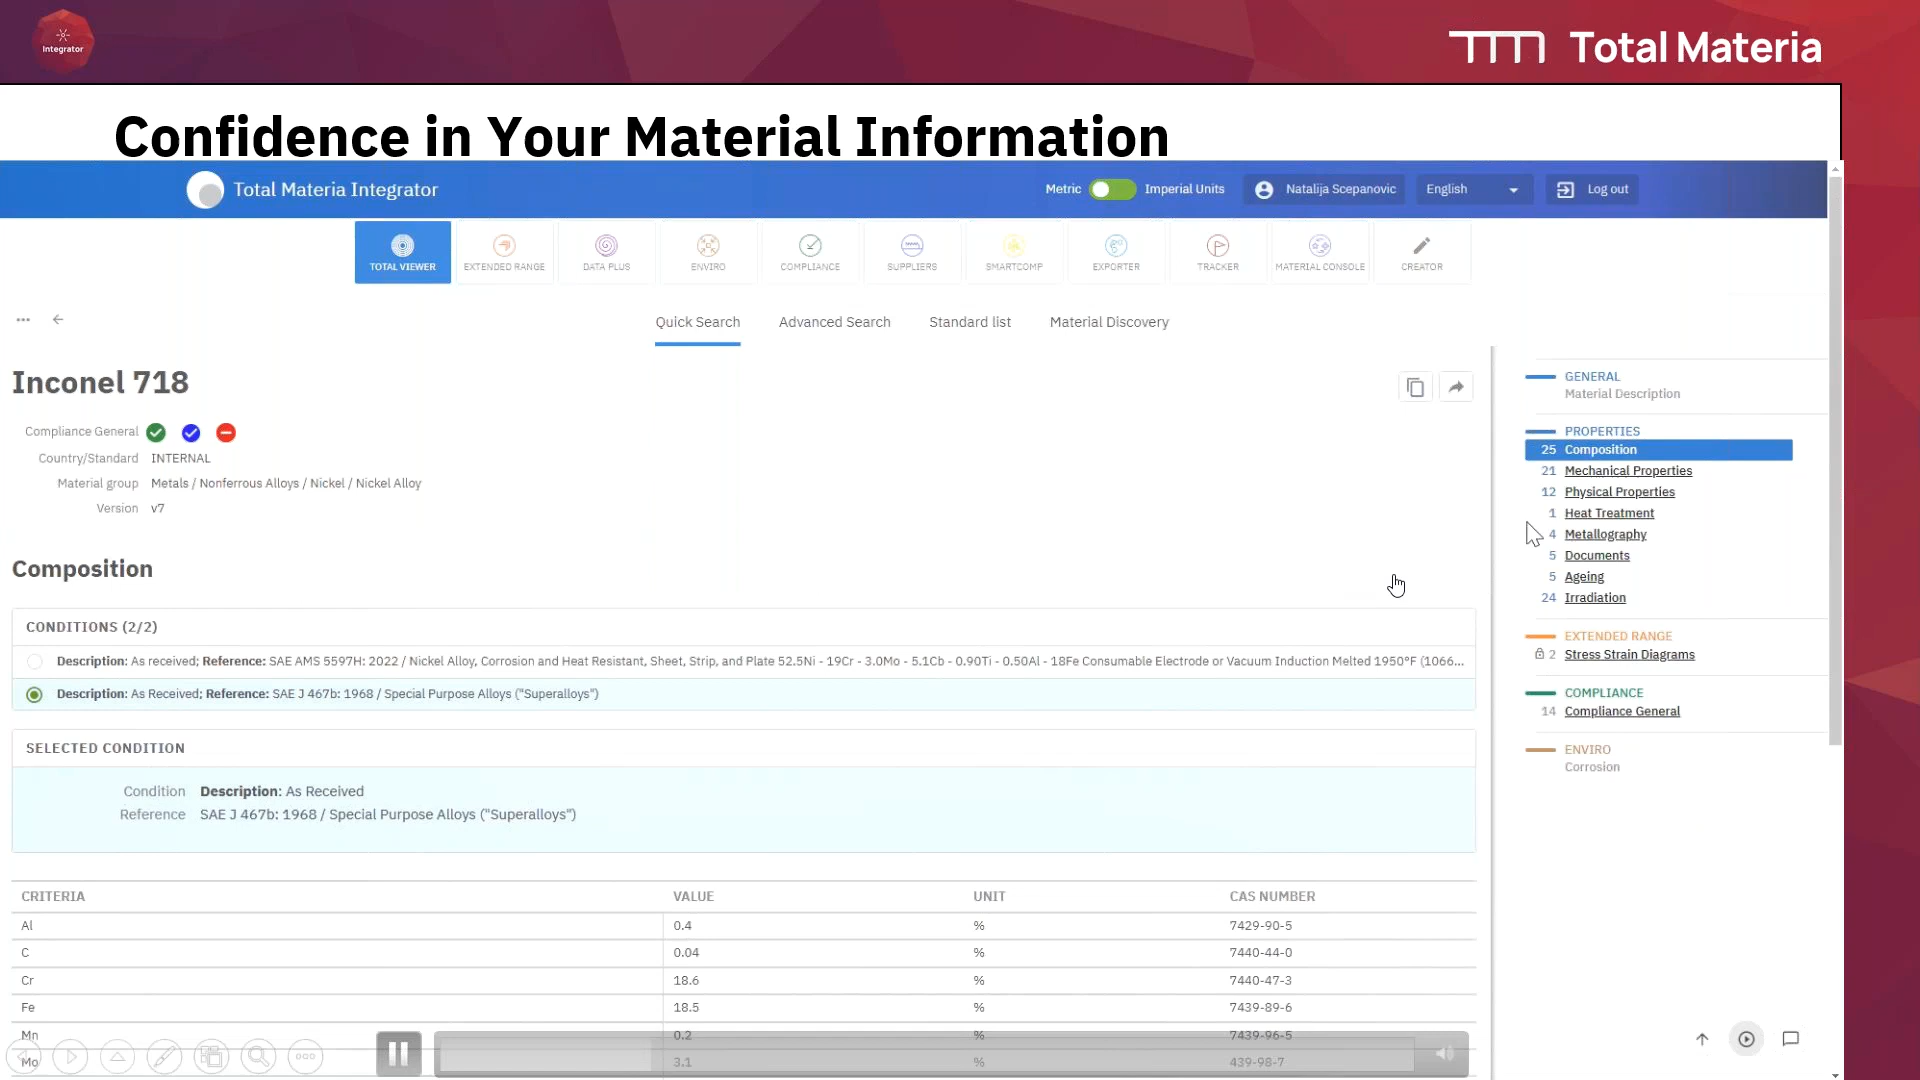 Integrator
Total Materia
Confidence in Your Material Information
Total Materia Integrator
Metric Imperial Units
Natalija Scepanovic
English
Log out
TOTAL VIEWER
EXTENDED RANGE
DATA PLUS
ENVIRO
COMPLIANCE
SUPPLIERS
SMARTCOMP
EXPORTER
TRACKER
MATERIAL CONSOLE
CREATOR
Quick Search
Advanced Search
Standard list
Material Discovery
Inconel 718
Compliance General
Country/Standard INTERNAL
Material group Metals / Nonferrous Alloys / Nickel / Nickel Alloy
Version v7
Composition
CONDITIONS (2/2)
Description: As received; Reference: SAE AMS 5597H: 2022 / Nickel Alloy, Corrosion and Heat Resistant, Sheet, Strip, and Plate 52.5Ni - 19Cr - 3.0Mo - 5.1Cb - 0.90Ti - 0.50Al - 18Fe Consumable Electrode or Vacuum Induction Melted 1950°F (1066...
Description: As Received; Reference: SAE J 467b: 1968 / Special Purpose Alloys ("Superalloys")
SELECTED CONDITION
Condition Description: As Received
Reference SAE J 467b: 1968 / Special Purpose Alloys ("Superalloys")
CRITERIA VALUE UNIT CAS NUMBER
Al 0.4 % 7429-90-5
C 0.04 % 7440-44-0
Cr 18.6 % 7440-47-3
Fe 18.5 % 7439-89-6
Mn 0.2 % 7439-96-5
Mo 3.1 % 439-98-7
GENERAL
Material Description
PROPERTIES
25 Composition
21 Mechanical Properties
12 Physical Properties
1 Heat Treatment
4 Metallography
5 Documents
5 Ageing
24 Irradiation
EXTENDED RANGE
2 Stress Strain Diagrams
COMPLIANCE
14 Compliance General
ENVIRO
Corrosion